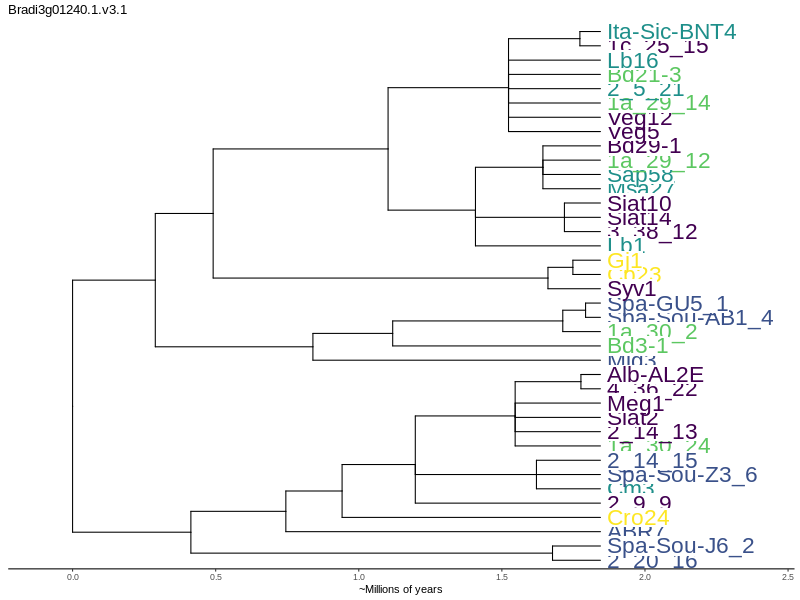 Bradi3g01240.1.v3.1
Ita-Sic-BNT4
Tc_25_15
Lb16
Bd21-3
2_5_21
1a_29_14
Veg12
Veg5
Bd29-1
1a_29_12
Sap58
Msa27
Siat10
Siat14
3_38_12
Lb1
Gj1
Cp23
Syv1
Spa-GU5_1
Spa-Sou-AB1_4
1a_30_2
Bd3-1
Mig3
Alb-AL2E
4_36_22
Meg1
Siat2
2_14_13
1a_30_24
2_14_15
Spa-Sou-Z3_6
Cm3
2_9_9
Cro24
ABR7
Spa-Sou-J6_2
2_20_16
0.0 0.5 1.0 1.5 2.0 2.5
~Millions of years